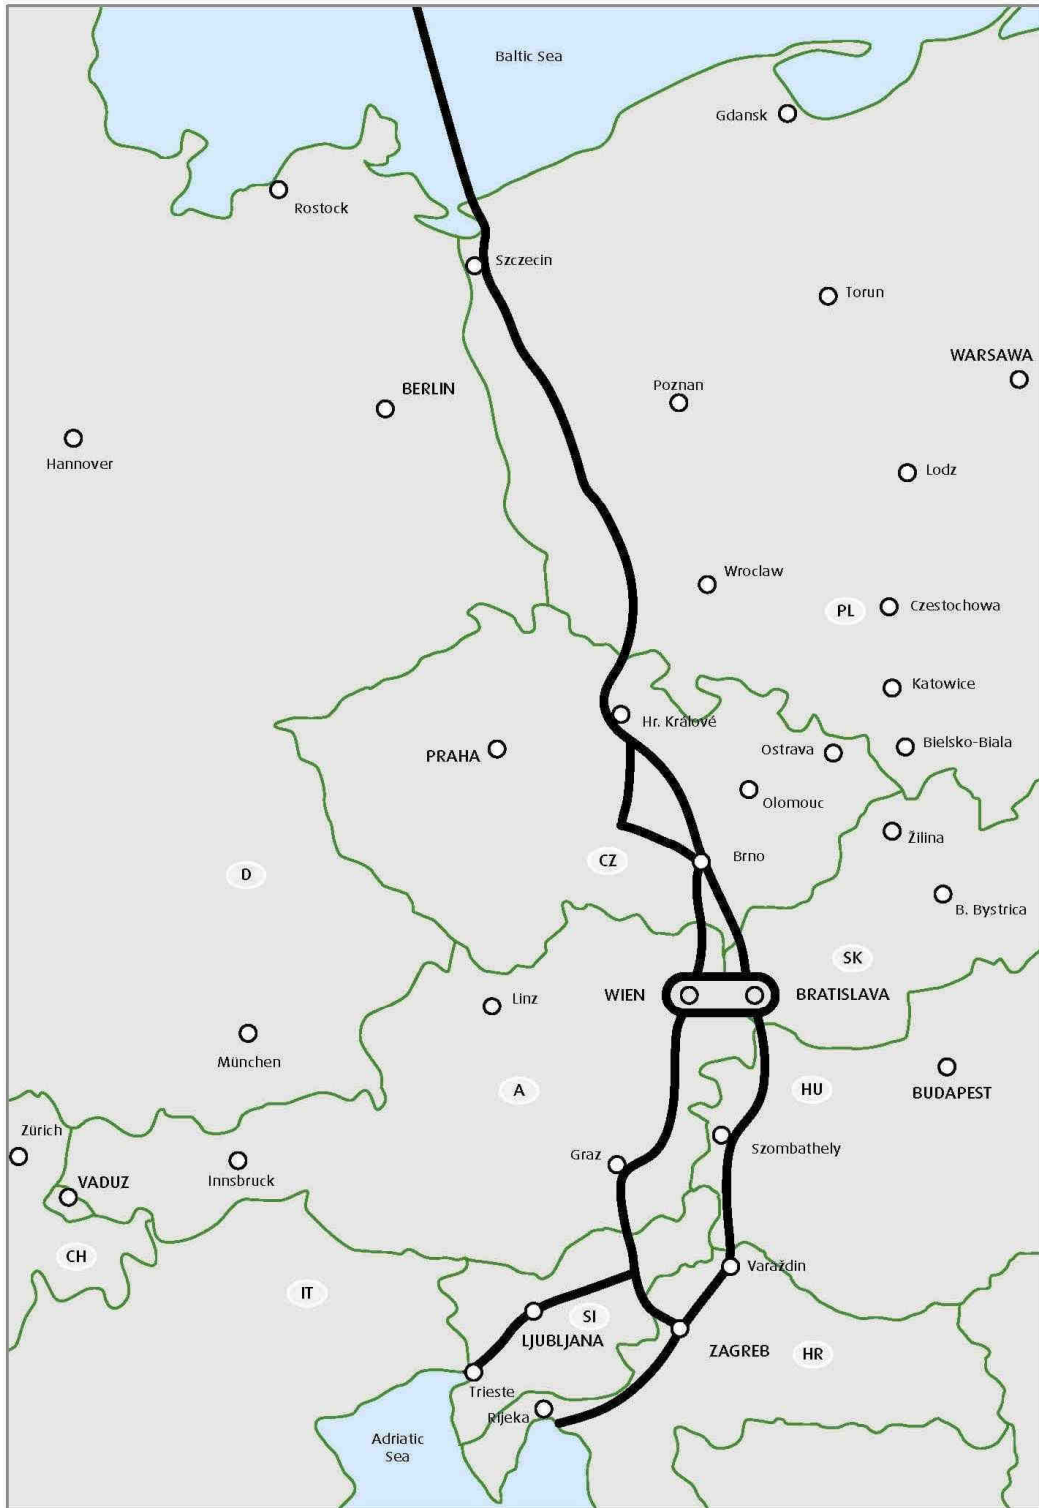 Baltic Sea
Gdansk
Rostock
Szczecin
Torun
WARSAWA
BERLIN
Poznan
Hannover
Lodz
Wroclaw
PL
Czestochowa
Katowice
Hr. Králové
PRAHA
Ostrava
Bielsko-Biala
Olomouc
Žilina
CZ
Brno
D
B. Bystrica
SK
WIEN
BRATISLAVA
Linz
München
A
HU
BUDAPEST
Zürich
Szombathely
Graz
VADUZ
Innsbruck
CH
Varaždin
IT
SI
LJUBLJANA
ZAGREB
HR
Trieste
Rijeka
Adriatic
Sea